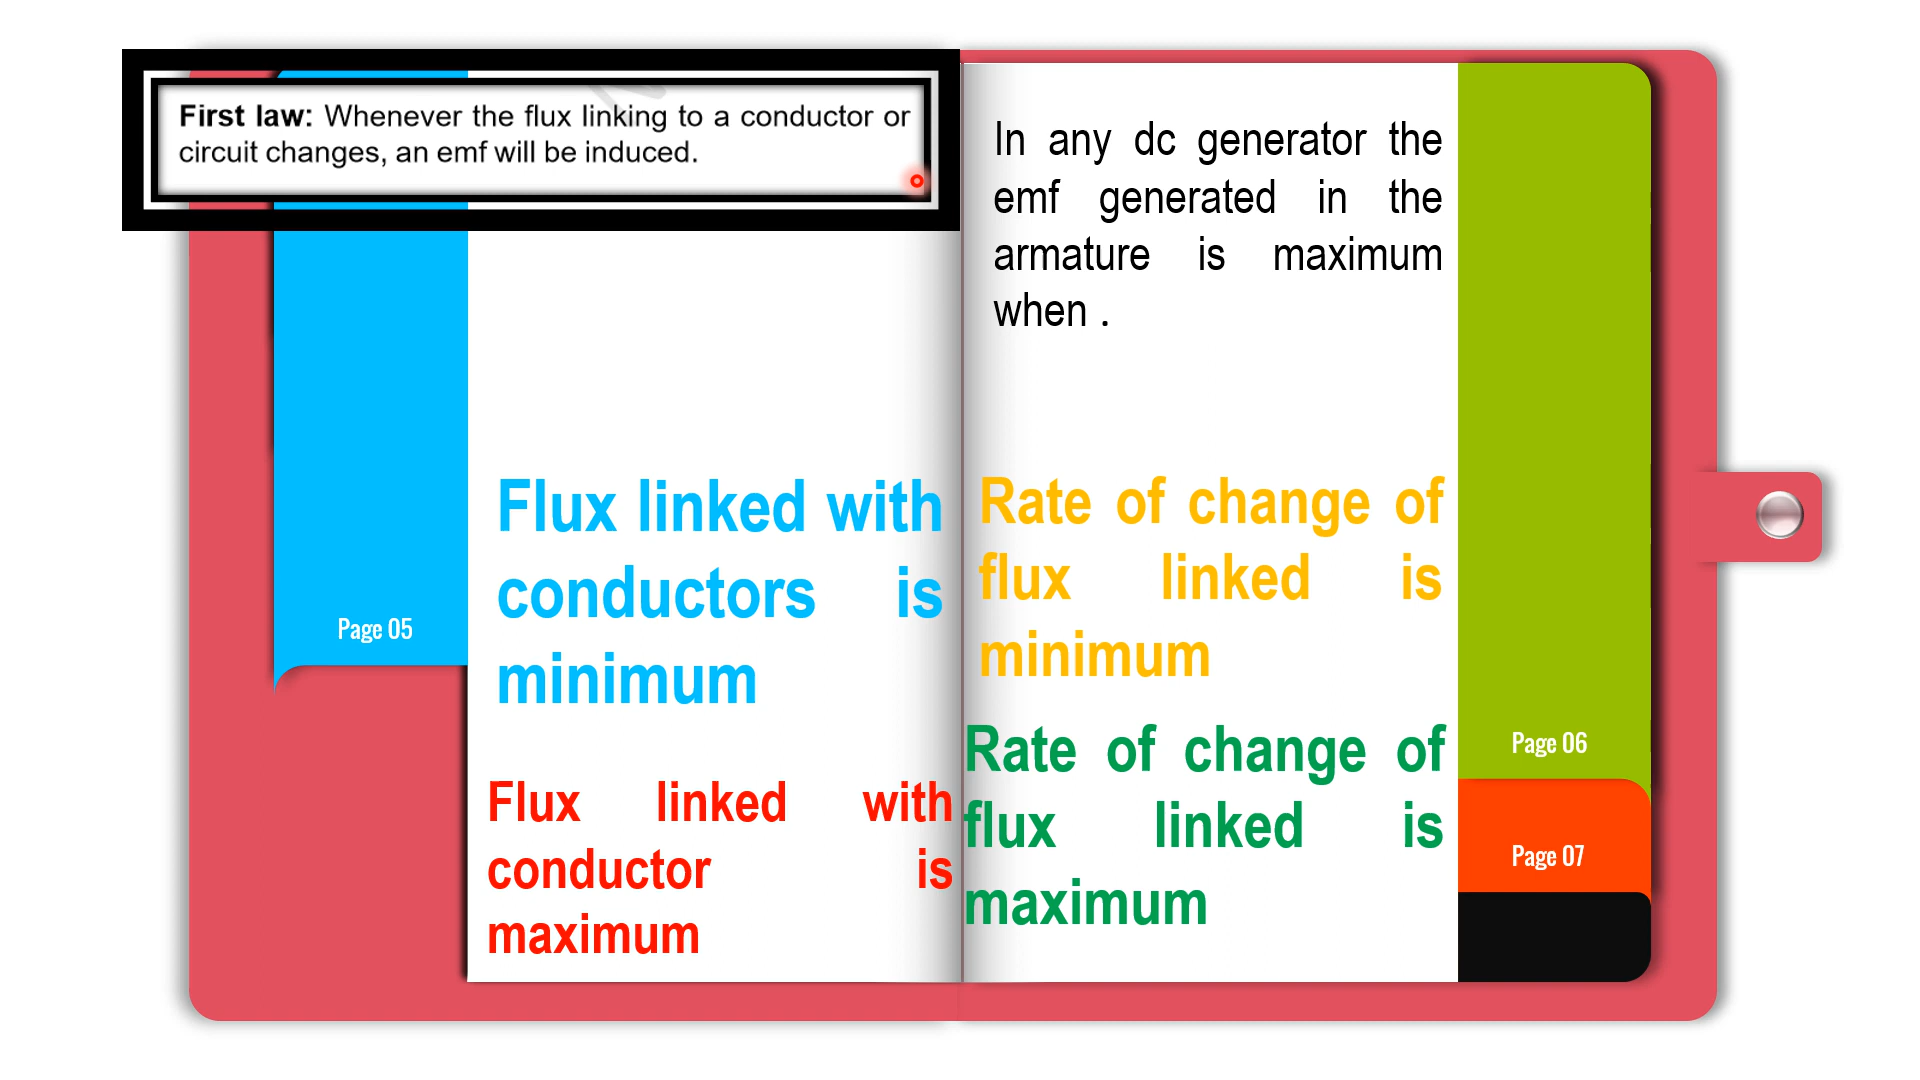 First law: Whenever the flux linking to a conductor or
circuit changes, an emf will be induced.
Flux linked with
conductors is
minimum
Flux linked with
conductor is
maximum
Page 05
In any dc generator the
emf generated in the
armature is maximum
when .
Rate of change of
flux linked is
minimum
Rate of change of
flux linked is
maximum
Page 06
Page 07